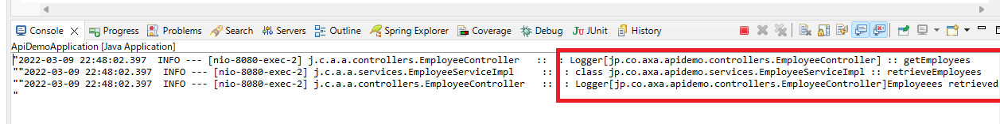 Console Progress Problems Search Servers Outline Spring Explorer Coverage Debug JUnit History
ApiDemoApplication [Java Application]
"2022-03-09 22:48:02.397  INFO --- [nio-8080-exec-2] j.c.a.a.controllers.EmployeeController   ::  : Logger[jp.co.axa.apidemo.controllers.EmployeeController] :: getEmployees
""2022-03-09 22:48:02.397  INFO --- [nio-8080-exec-2] j.c.a.a.services.EmployeeServiceImpl     ::  : class jp.co.axa.apidemo.services.EmployeeServiceImpl :: retrieveEmployees
""2022-03-09 22:48:02.397  INFO --- [nio-8080-exec-2] j.c.a.a.controllers.EmployeeController   ::  : Logger[jp.co.axa.apidemo.controllers.EmployeeController]Employeees retrieved
"